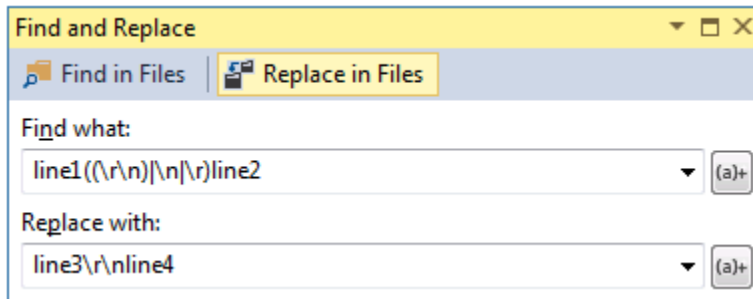 Find and Replace
Find in Files Replace in Files
Find what:
line1((\r\n)|\n|\r)line2
(a)+
Replace with:
line3\r\nline4
(a)+